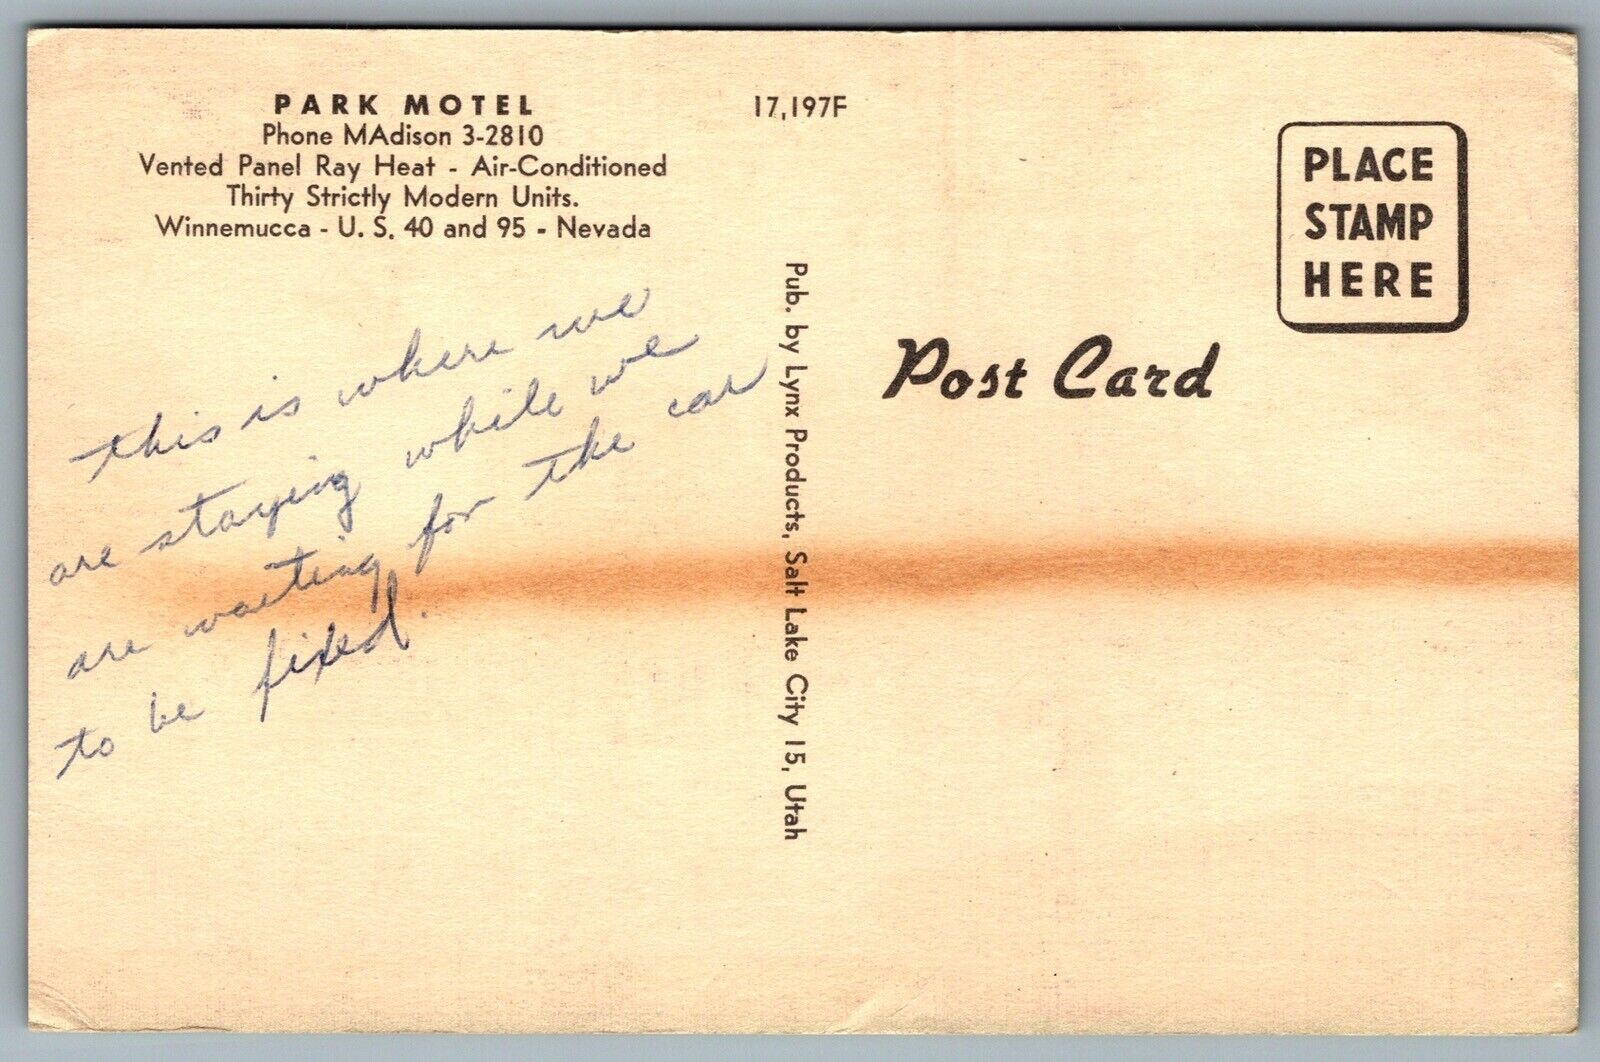 PARK MOTEL
Phone MAdison 3-2810
Vented Panel Ray Heat - Air-Conditioned
Thirty Strictly Modern Units.
Winnemucca - U. S. 40 and 95 - Nevada
17,197F
this is where we
are staying while we
are waiting for the car
to be fixed.
Pub. by Lynx Products, Salt Lake City 15, Utah
PLACE
STAMP
HERE
Post Card